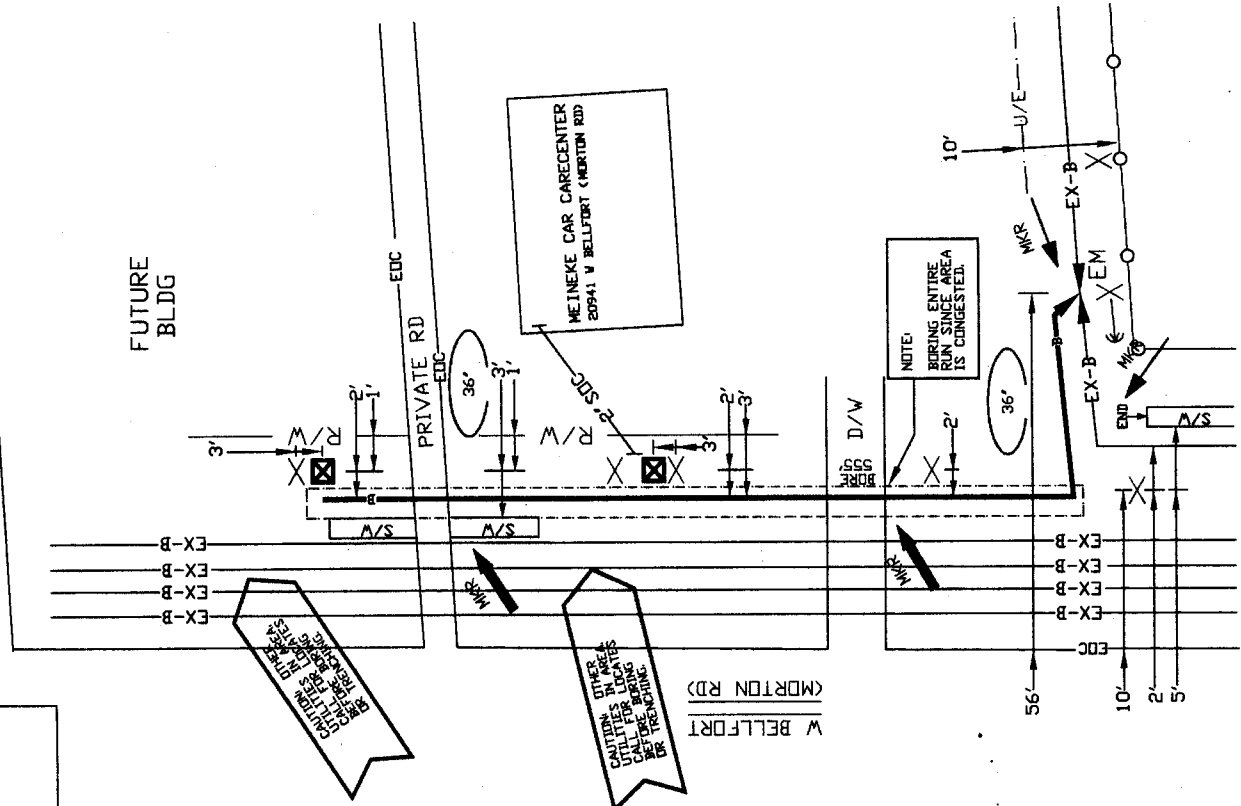 FUTURE
BLDG
EOC
PRIVATE RD
EOC
36'
MEINEKE CAR CARECENTER
20941 W BELLFORT (MORTON RD)
2" SDC
3'
R/W
2'
1'
3'
1'
R/W
3'
2'
3'
D/W
BORE
555'
NOTE:
BORING ENTIRE
RUN SINCE AREA
IS CONGESTED.
2'
36'
10'
U/E
EX-B
MKR
EM
B
EX-B
MKR
END
S/W
B
S/W
S/W
EX-B
EX-B
EX-B
EX-B
EX-B
EX-B
EX-B
EX-B
MKR
MKR
CAUTION: OTHER
UTILITIES IN AREA.
CALL FOR LOCATES
BEFORE BORING
OR TRENCHING.
CAUTION: OTHER
UTILITIES IN AREA.
CALL FOR LOCATES
BEFORE BORING
OR TRENCHING.
W BELLFORT
(MORTON RD)
EOC
56'
10'
2'
5'